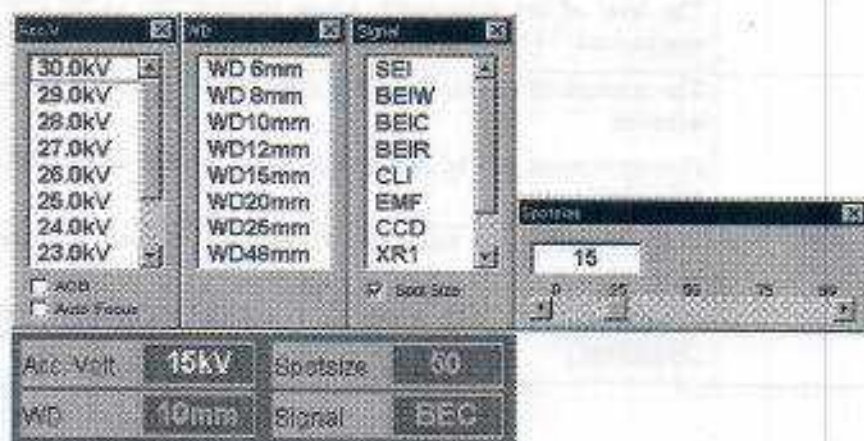 Acc.V
WD
Signal
30.0kV
29.0kV
28.0kV
27.0kV
26.0kV
25.0kV
24.0kV
23.0kV
ACB
Auto Focus
WD 6mm
WD 8mm
WD10mm
WD12mm
WD15mm
WD20mm
WD25mm
WD48mm
SEI
BEIW
BEIC
BEIR
CLI
EMF
CCD
XR1
Spot Size
Spotsize
15
0 25 50 75 99
Acc. Volt 15kV Spotsize 50
WD 10mm Signal BEC